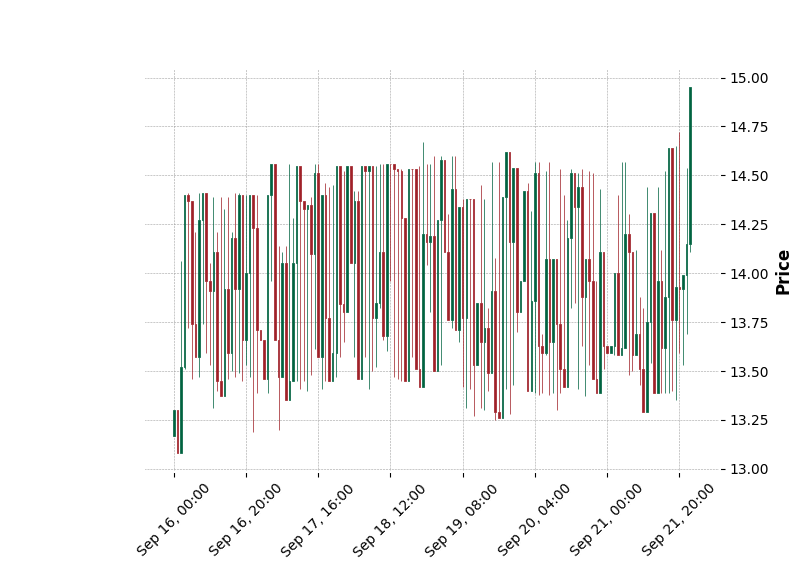 15.00
14.75
14.50
14.25
14.00
13.75
13.50
13.25
13.00
Price
Sep 16, 00:00
Sep 16, 20:00
Sep 17, 16:00
Sep 18, 12:00
Sep 19, 08:00
Sep 20, 04:00
Sep 21, 00:00
Sep 21, 20:00